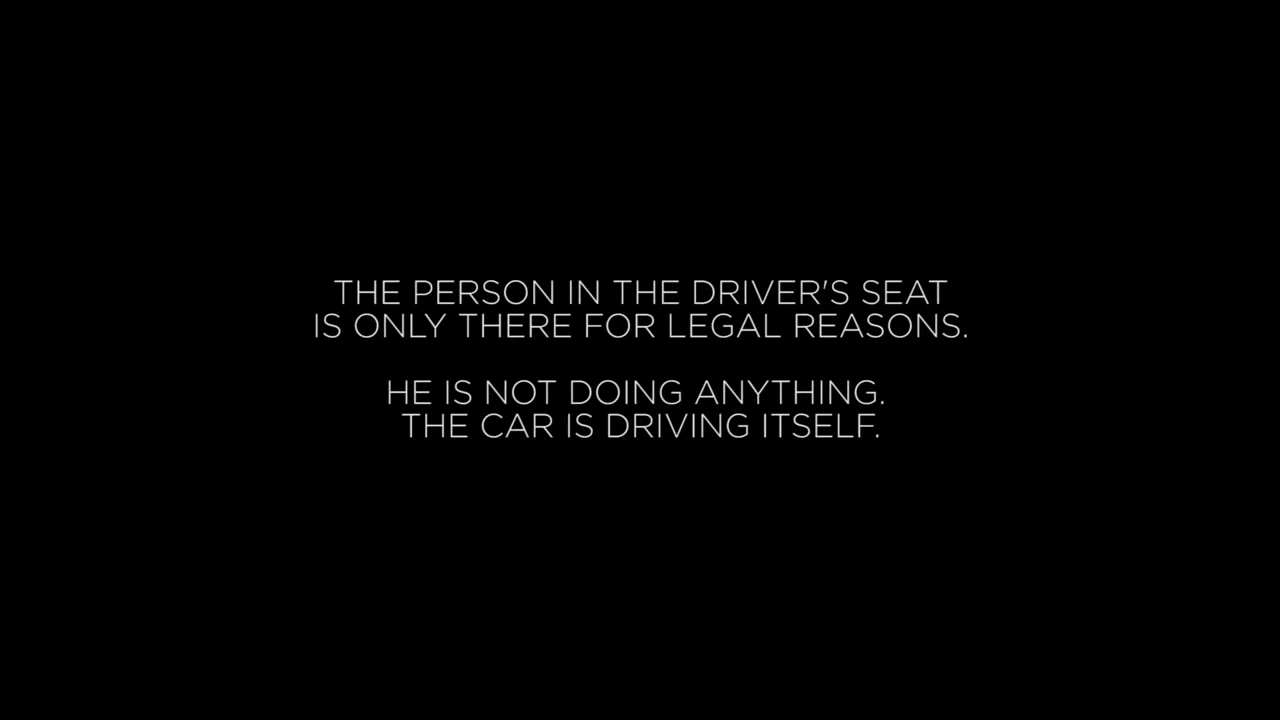 THE PERSON IN THE DRIVER'S SEAT
IS ONLY THERE FOR LEGAL REASONS.
HE IS NOT DOING ANYTHING.
THE CAR IS DRIVING ITSELF.